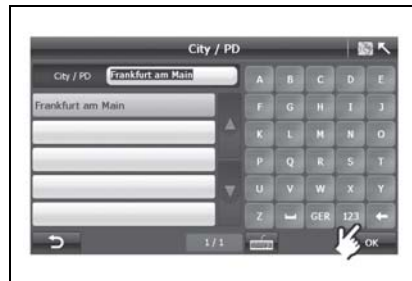 City / PD
City / PD Frankfurt am Main
Frankfurt am Main
A B C D E
F G H I J
K L M N O
P Q R S T
U V W X Y
Z GER 123
1/1
OK